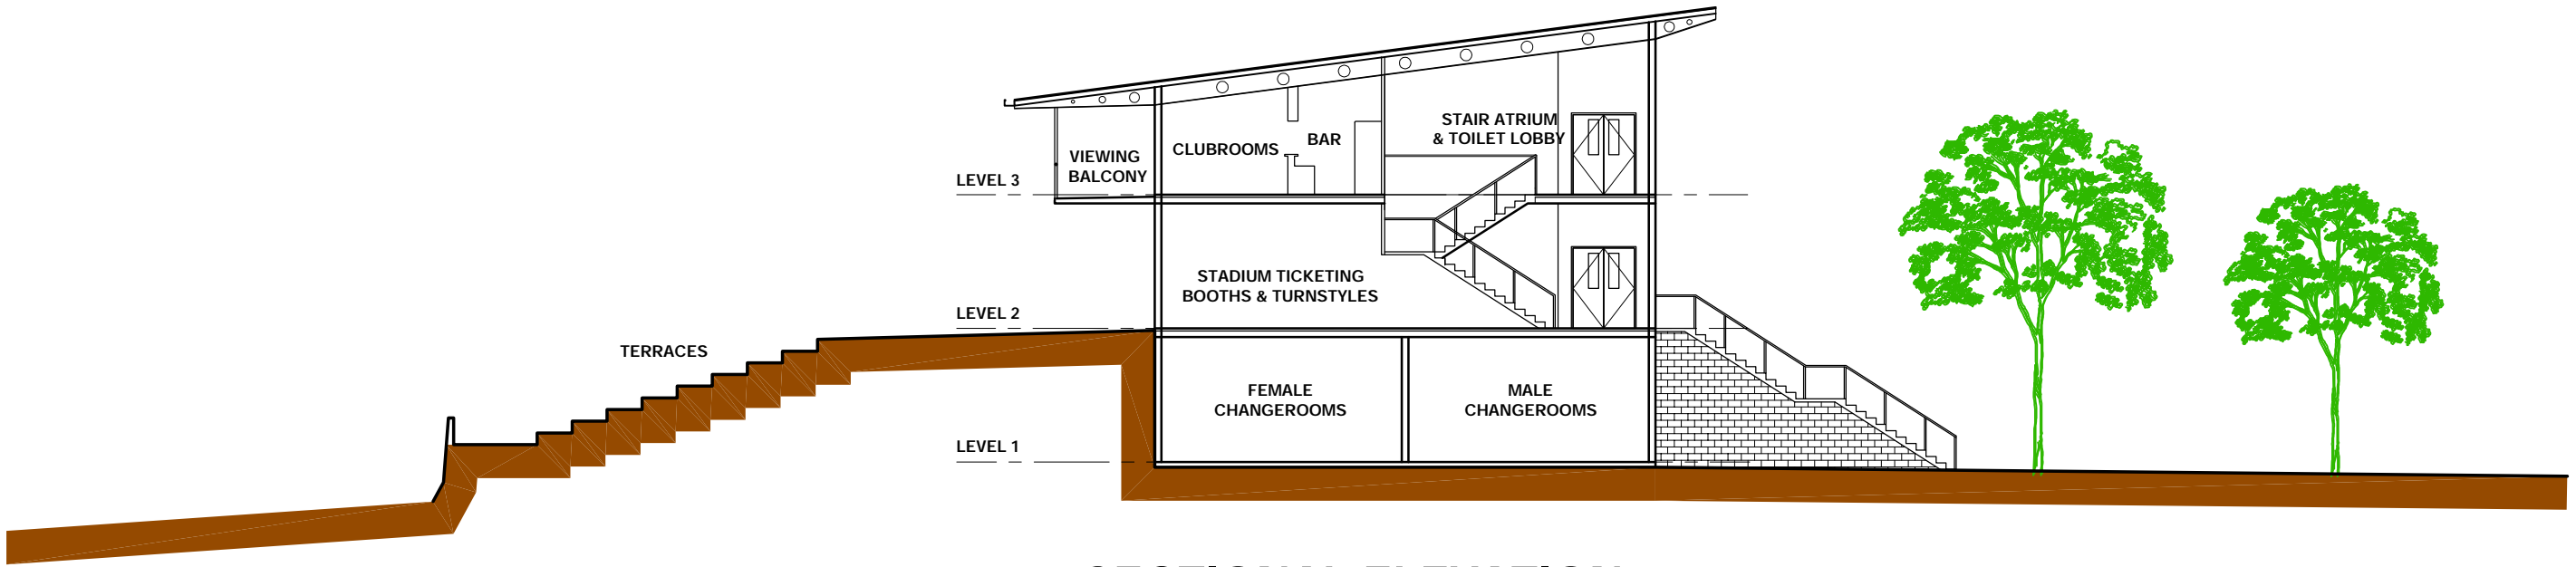 STAIR ATRIUM
& TOILET LOBBY
BAR
CLUBROOMS
VIEWING
BALCONY
LEVEL 3
STADIUM TICKETING
BOOTHS & TURNSTYLES
LEVEL 2
TERRACES
FEMALE
CHANGEROOMS
MALE
CHANGEROOMS
LEVEL 1